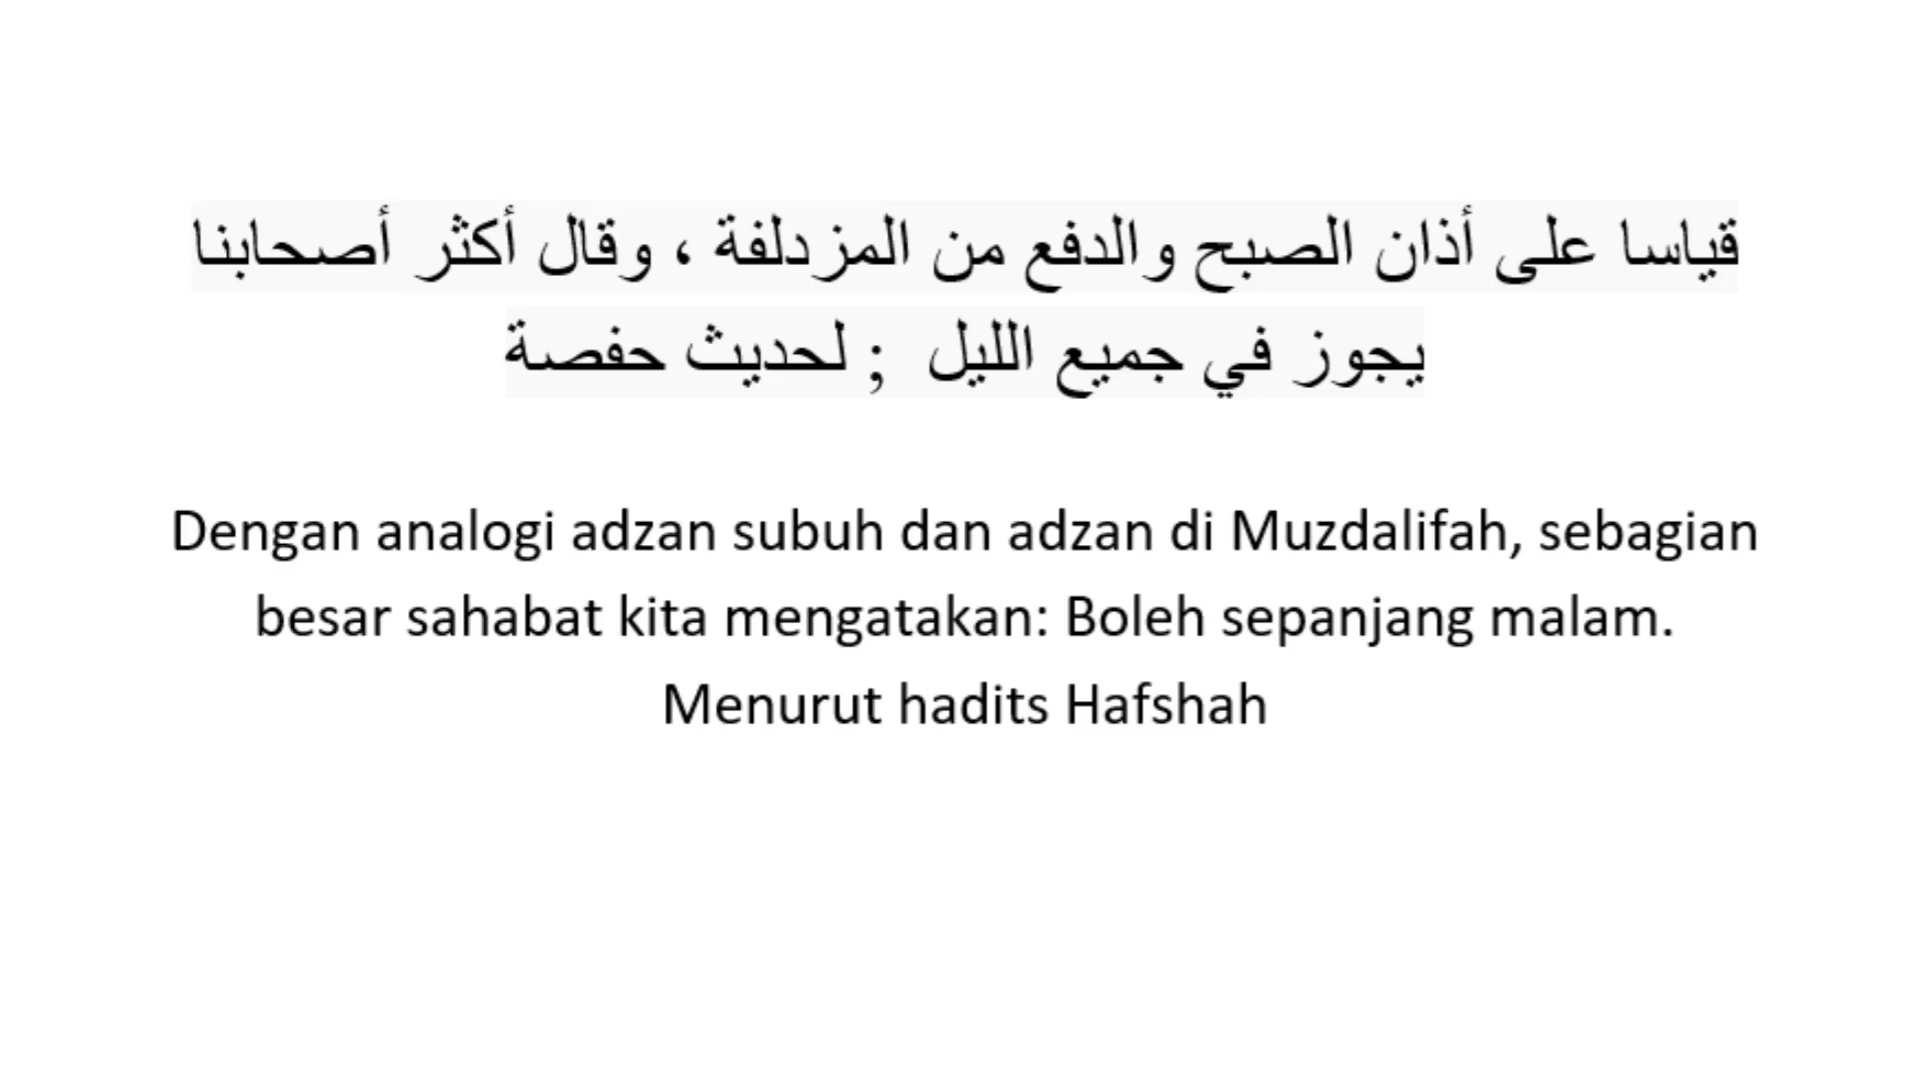 قياسا على أذان الصبح والدفع من المزدلفة ، وقال أكثر أصحابنا
يجوز في جميع الليل ; لحديث حفصة
Dengan analogi adzan subuh dan adzan di Muzdalifah, sebagian
besar sahabat kita mengatakan: Boleh sepanjang malam.
Menurut hadits Hafshah